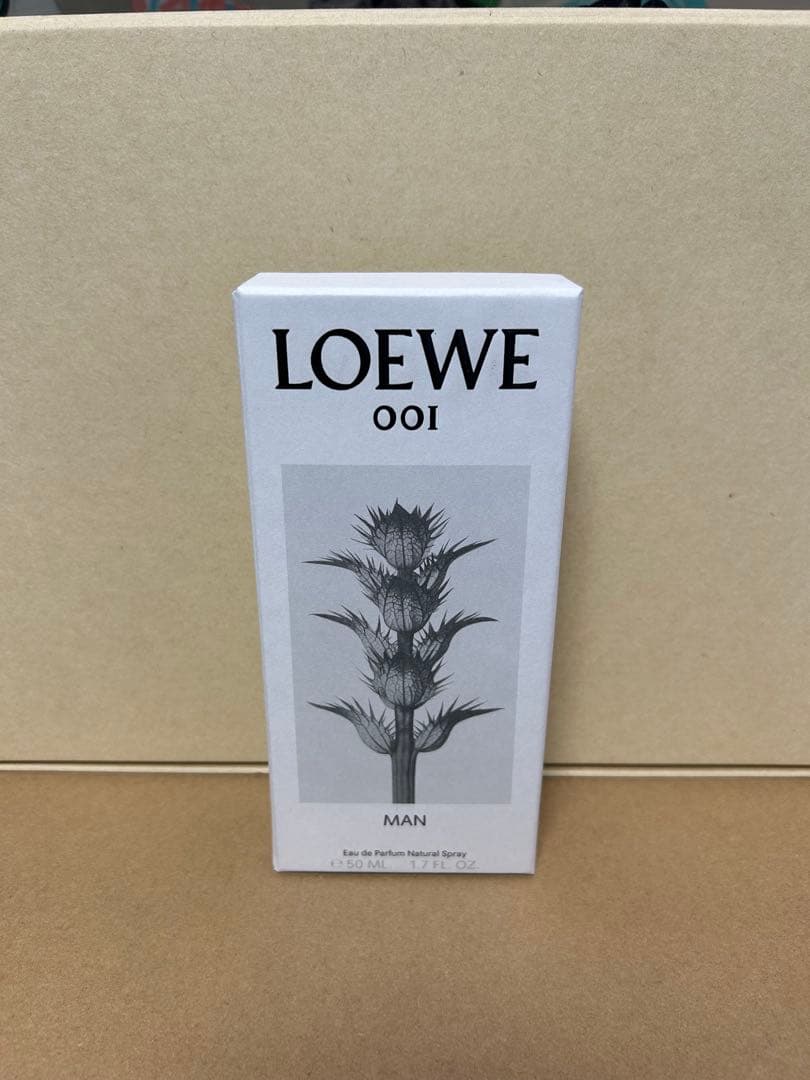 LOEWE
001
MAN
Eau de Parfum Natural Spray
℮ 50 ML. 1.7 FL. OZ.